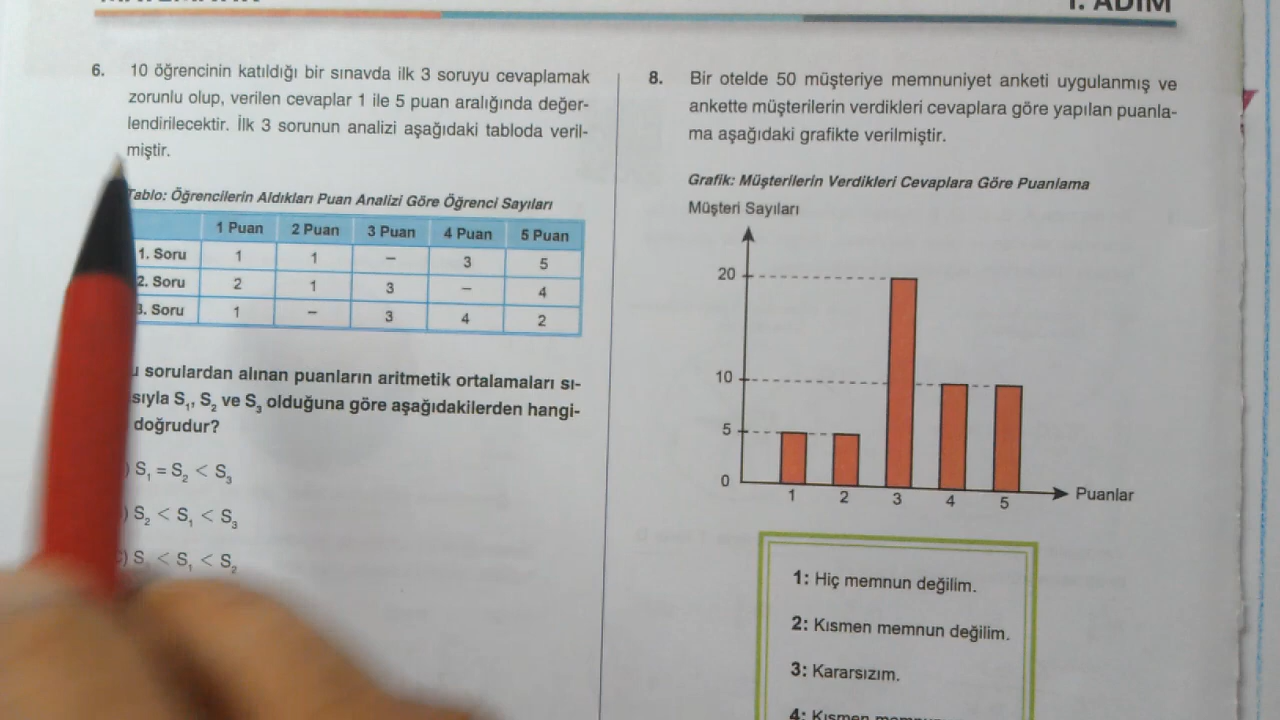 1. ADIM
6. 10 öğrencinin katıldığı bir sınavda ilk 3 soruyu cevaplamak
zorunlu olup, verilen cevaplar 1 ile 5 puan aralığında değer-
lendirilecektir. İlk 3 sorunun analizi aşağıdaki tabloda veril-
miştir.
Tablo: Öğrencilerin Aldıkları Puan Analizi Göre Öğrenci Sayıları
1 Puan 2 Puan 3 Puan 4 Puan 5 Puan
1. Soru 1 1 – 3 5
2. Soru 2 1 3 – 4
3. Soru 1 – 3 4 2
sorulardan alınan puanların aritmetik ortalamaları sı-
sıyla S₁, S₂ ve S₃ olduğuna göre aşağıdakilerden hangi-
doğrudur?
) S₁ = S₂ < S₃
) S₂ < S₁ < S₃
) S < S₁ < S₂
8. Bir otelde 50 müşteriye memnuniyet anketi uygulanmış ve
ankette müşterilerin verdikleri cevaplara göre yapılan puanla-
ma aşağıdaki grafikte verilmiştir.
Grafik: Müşterilerin Verdikleri Cevaplara Göre Puanlama
Müşteri Sayıları
20
10
5
0
1 2 3 4 5
Puanlar
1: Hiç memnun değilim.
2: Kısmen memnun değilim.
3: Kararsızım.
4: Kısmen